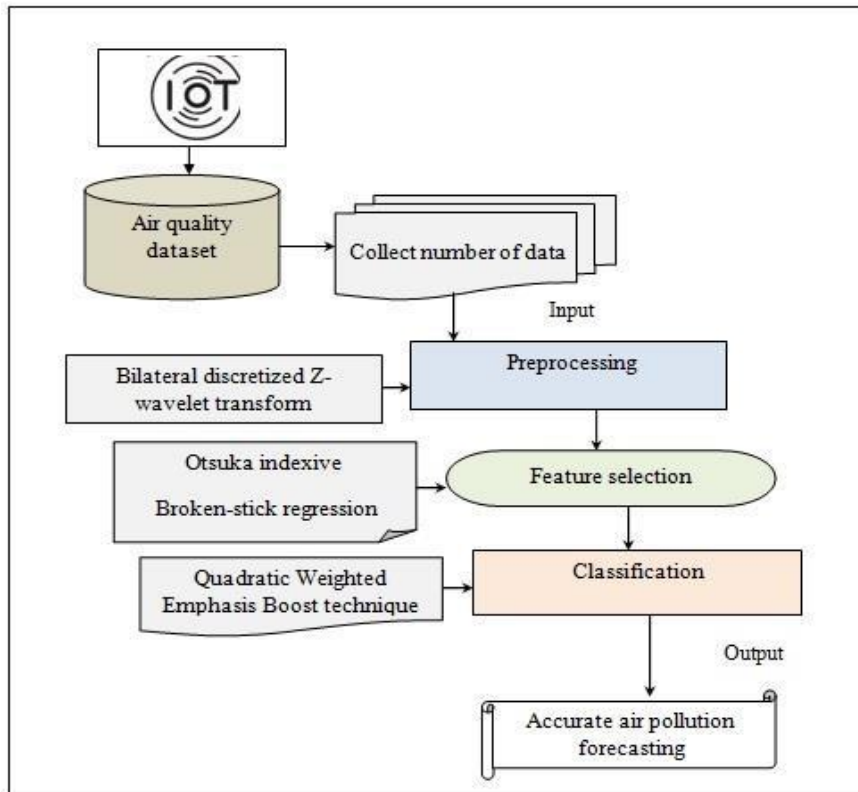 IOT
Air quality
dataset
Collect number of data
Input
Preprocessing
Bilateral discretized Z-
wavelet transform
Otsuka indexive
Broken-stick regression
Feature selection
Quadratic Weighted
Emphasis Boost technique
Classification
Output
Accurate air pollution
forecasting